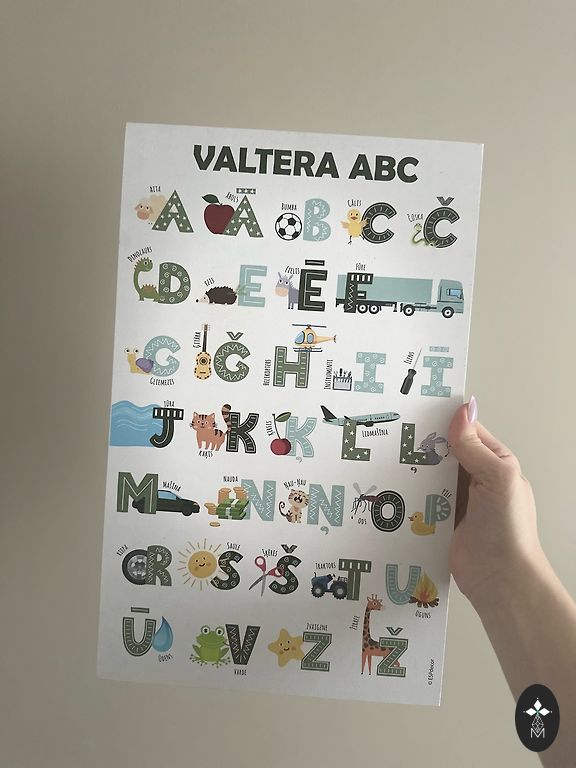 VALTERA ABC
AITA ĀBOLS BUMBA CĀLIS ČŪSKA
A Ā B C Č
DINOZAURS EZIS ĒZELIS FŪRE
D E Ē F
GLIEMEZIS ĢITĀRA HELIKOPTERS INSTRUMENTI ĪLENS
G Ģ H I Ī
JŪRA KAĶIS ĶIRSIS LIDMAŠĪNA
J K Ķ L Ļ
MAŠĪNA NAUDA ŅAU-ŅAU ODS PĪLE
M N Ņ O P
RIPA SAULE ŠĶĒRES TRAKTORS UGUNS
R S Š T U
ŪDENS VARDE ZVAIGZNE ŽIRAFE
Ū V Z Ž
© ESPdecor
M